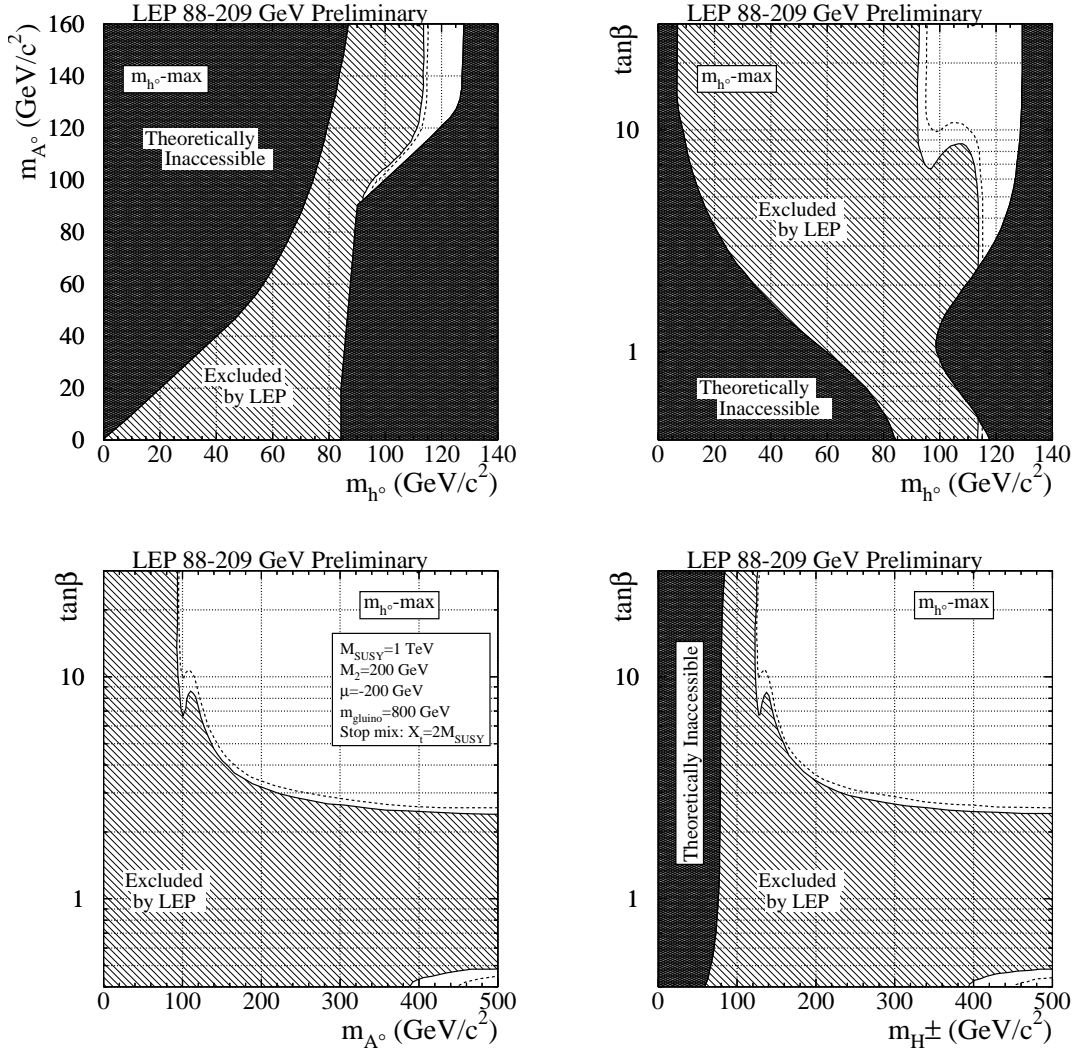 LEP 88-209 GeV Preliminary
m_A° (GeV/c²)
160
140
120
100
80
60
40
20
0
m_h°-max
Theoretically
Inaccessible
Excluded
by LEP
0 20 40 60 80 100 120 140
m_h° (GeV/c²)
LEP 88-209 GeV Preliminary
tanβ
10
1
m_h°-max
Excluded
by LEP
Theoretically
Inaccessible
0 20 40 60 80 100 120 140
m_h° (GeV/c²)
LEP 88-209 GeV Preliminary
tanβ
10
1
m_h°-max
M_SUSY=1 TeV
M_2=200 GeV
μ=-200 GeV
m_gluino=800 GeV
Stop mix: X_t=2M_SUSY
Excluded
by LEP
0 100 200 300 400 500
m_A° (GeV/c²)
LEP 88-209 GeV Preliminary
tanβ
10
1
m_h°-max
Theoretically Inaccessible
Excluded
by LEP
0 100 200 300 400 500
m_H± (GeV/c²)